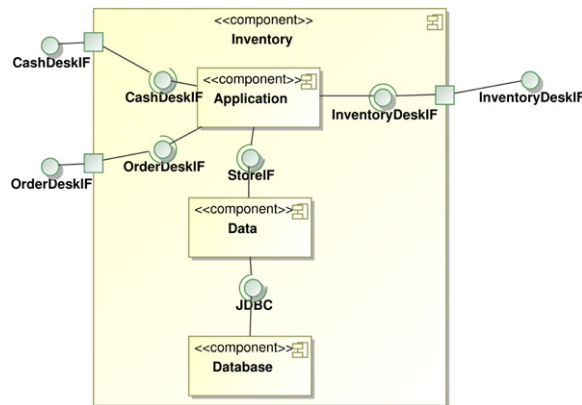 <<component>>
Inventory
CashDeskIF
CashDeskIF
<<component>>
Application
InventoryDeskIF
InventoryDeskIF
OrderDeskIF
OrderDeskIF
StoreIF
<<component>>
Data
JDBC
<<component>>
Database